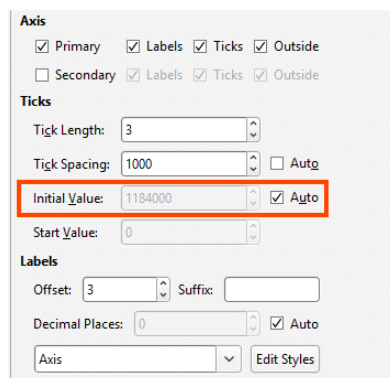 Axis
Primary Labels Ticks Outside
Secondary Labels Ticks Outside
Ticks
Tick Length: 3
Tick Spacing: 1000 Auto
Initial Value: 1184000 Auto
Start Value: 0
Labels
Offset: 3 Suffix:
Decimal Places: 0 Auto
Axis Edit Styles